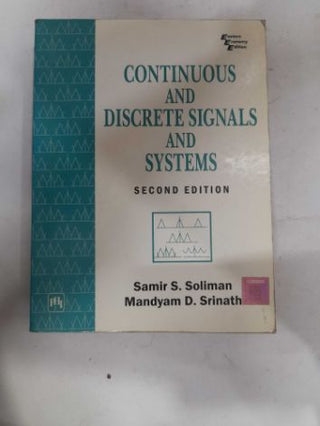 Eastern
Economy
Edition
CONTINUOUS
AND
DISCRETE SIGNALS
AND
SYSTEMS
SECOND EDITION
Samir S. Soliman
Mandyam D. Srinath